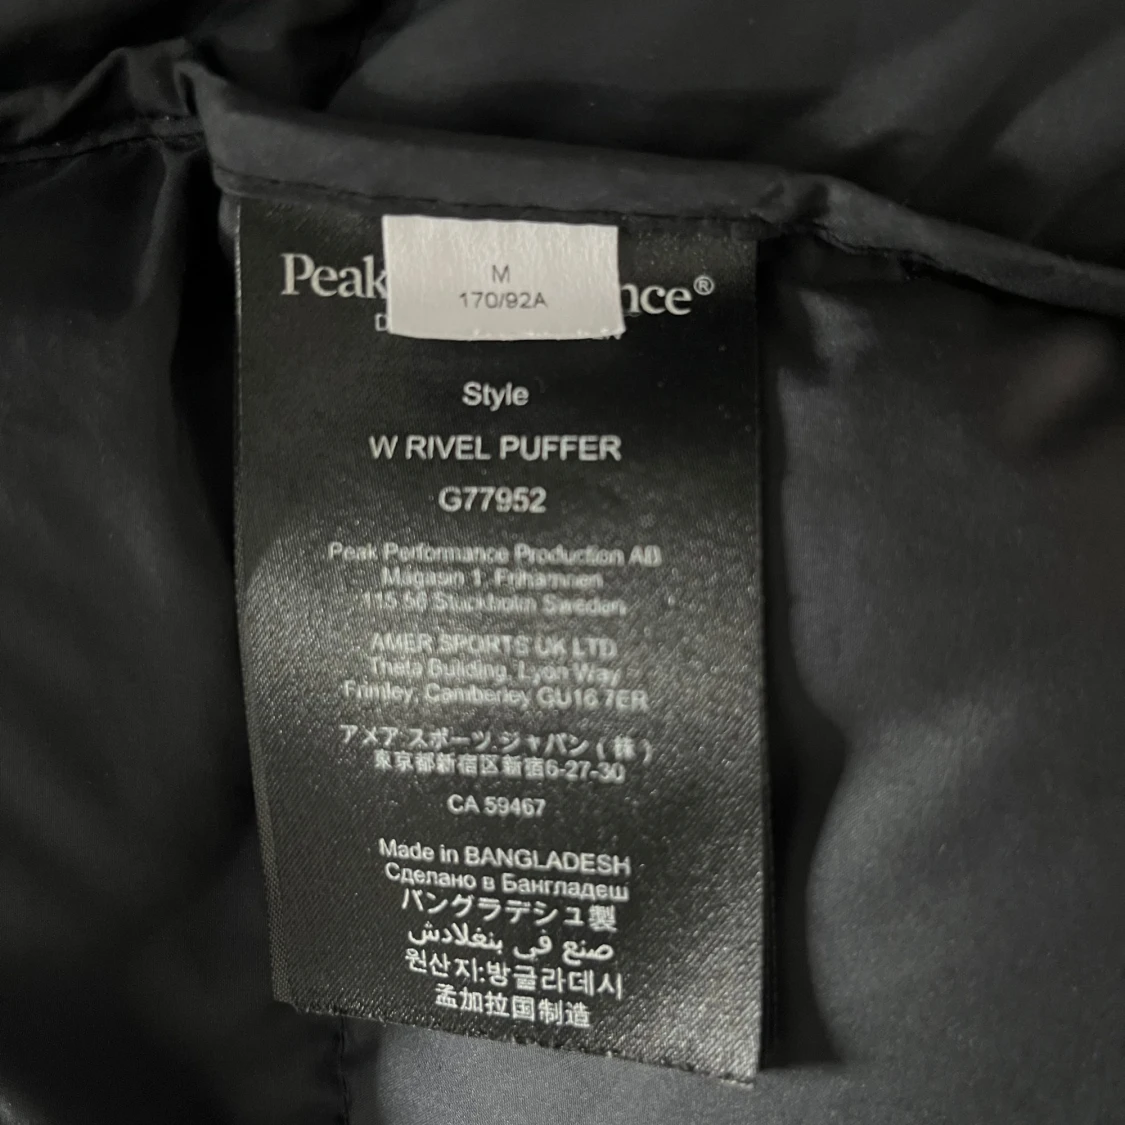 M
170/92A
Peak nce®
Style
W RIVEL PUFFER
G77952
Peak Performance Production AB
Magasin 1, Frihamnen
115 56 Stockholm Sweden
AMER SPORTS UK LTD
Theta Building, Lyon Way
Frimley, Camberley GU16 7ER
アメア スポーツ ジャパン(株)
東京都新宿区新宿6-27-30
CA 59467
Made in BANGLADESH
Сделано в Бангладеш
バングラデシュ製
صنع في بنغلادش
원산지:방글라데시
孟加拉国制造